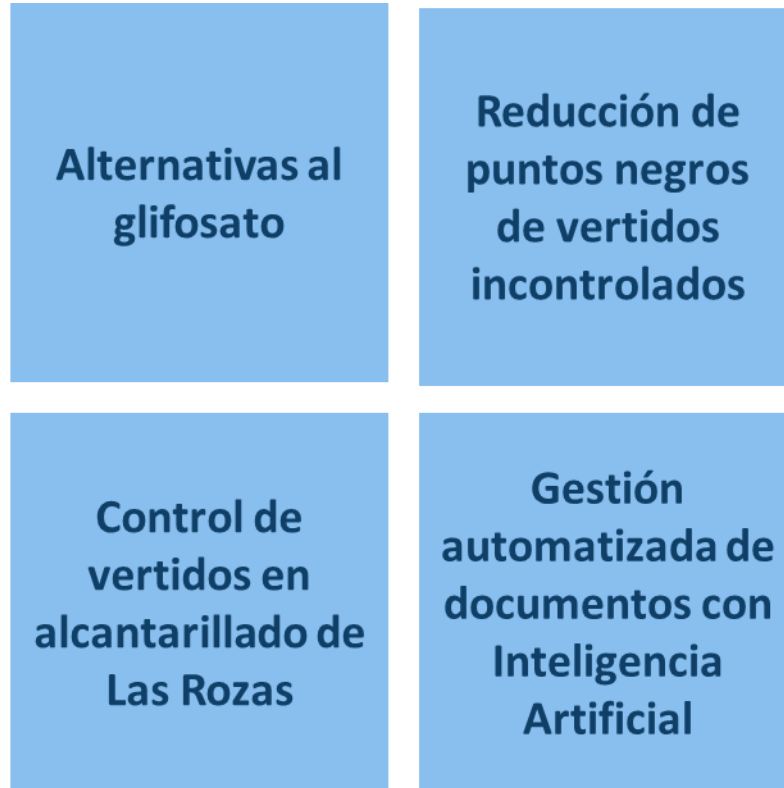 Alternativas al
glifosato
Reducción de
puntos negros
de vertidos
incontrolados
Control de
vertidos en
alcantarillado de
Las Rozas
Gestión
automatizada de
documentos con
Inteligencia
Artificial